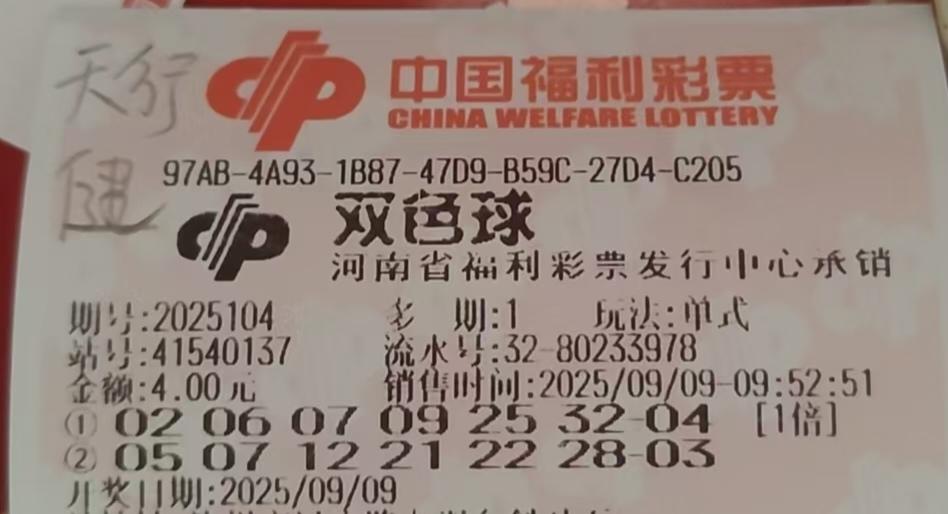 天行
健
中国福利彩票
CHINA WELFARE LOTTERY
97AB-4A93-1B87-47D9-B59C-27D4-C205
双色球
河南省福利彩票发行中心承销
期号:2025104 多 期:1 玩法:单式
站号:41540137 流水号:32-80233978
金额:4.00元 销售时间:2025/09/09-09:52:51
① 02 06 07 09 25 32-04 [1倍]
② 05 07 12 21 22 28-03
开奖日期:2025/09/09